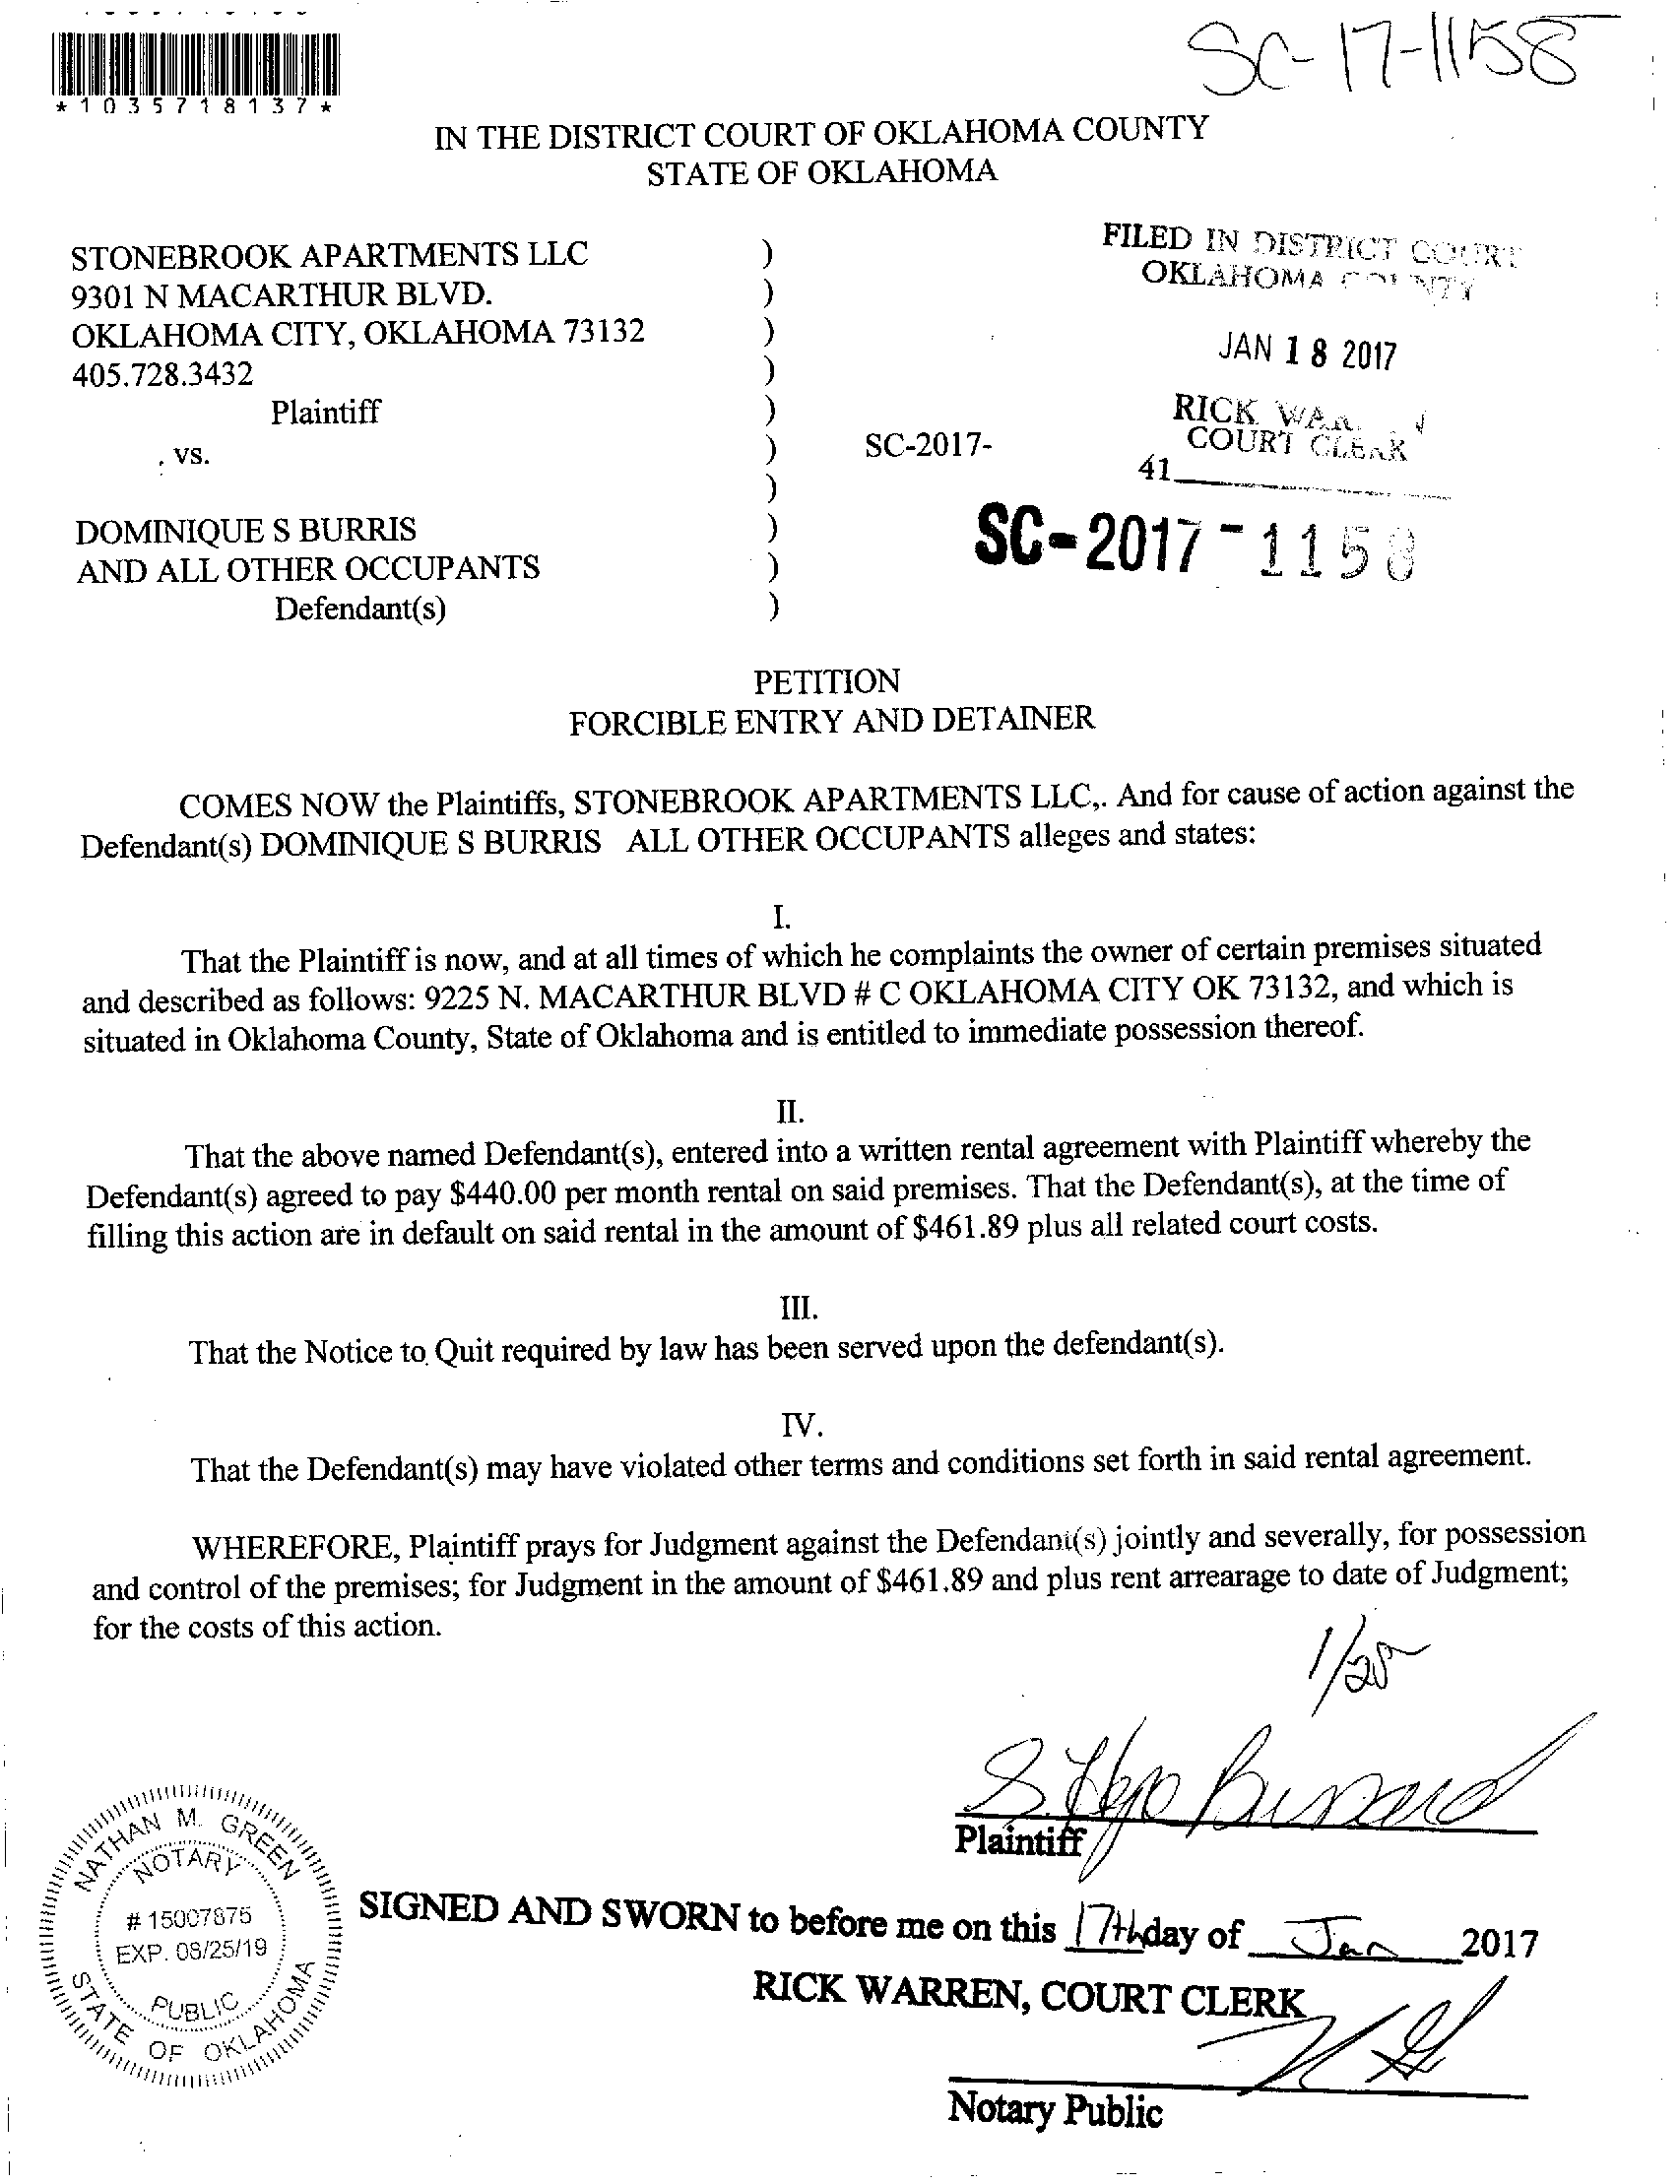 SC-17-1158
*1035718137*
IN THE DISTRICT COURT OF OKLAHOMA COUNTY
STATE OF OKLAHOMA
STONEBROOK APARTMENTS LLC )
9301 N MACARTHUR BLVD. )
OKLAHOMA CITY, OKLAHOMA 73132 )
405.728.3432 )
Plaintiff )
vs. ) SC-2017-
)
DOMINIQUE S BURRIS )
AND ALL OTHER OCCUPANTS )
Defendant(s) )
FILED IN DISTRICT COURT
OKLAHOMA COUNTY
JAN 18 2017
RICK
COURT CLERK
41
SC-2017-1158
PETITION
FORCIBLE ENTRY AND DETAINER
COMES NOW the Plaintiffs, STONEBROOK APARTMENTS LLC,. And for cause of action against the
Defendant(s) DOMINIQUE S BURRIS ALL OTHER OCCUPANTS alleges and states:
I.
That the Plaintiff is now, and at all times of which he complaints the owner of certain premises situated
and described as follows: 9225 N. MACARTHUR BLVD # C OKLAHOMA CITY OK 73132, and which is
situated in Oklahoma County, State of Oklahoma and is entitled to immediate possession thereof.
II.
That the above named Defendant(s), entered into a written rental agreement with Plaintiff whereby the
Defendant(s) agreed to pay $440.00 per month rental on said premises. That the Defendant(s), at the time of
filling this action are in default on said rental in the amount of $461.89 plus all related court costs.
III.
That the Notice to Quit required by law has been served upon the defendant(s).
IV.
That the Defendant(s) may have violated other terms and conditions set forth in said rental agreement.
WHEREFORE, Plaintiff prays for Judgment against the Defendant(s) jointly and severally, for possession
and control of the premises; for Judgment in the amount of $461.89 and plus rent arrearage to date of Judgment;
for the costs of this action.
Plaintiff
NATHAN M. GREEN
NOTARY
# 15007875
EXP. 08/25/19
PUBLIC
STATE OF OKLAHOMA
SIGNED AND SWORN to before me on this 17th day of Jan 2017
RICK WARREN, COURT CLERK
Notary Public